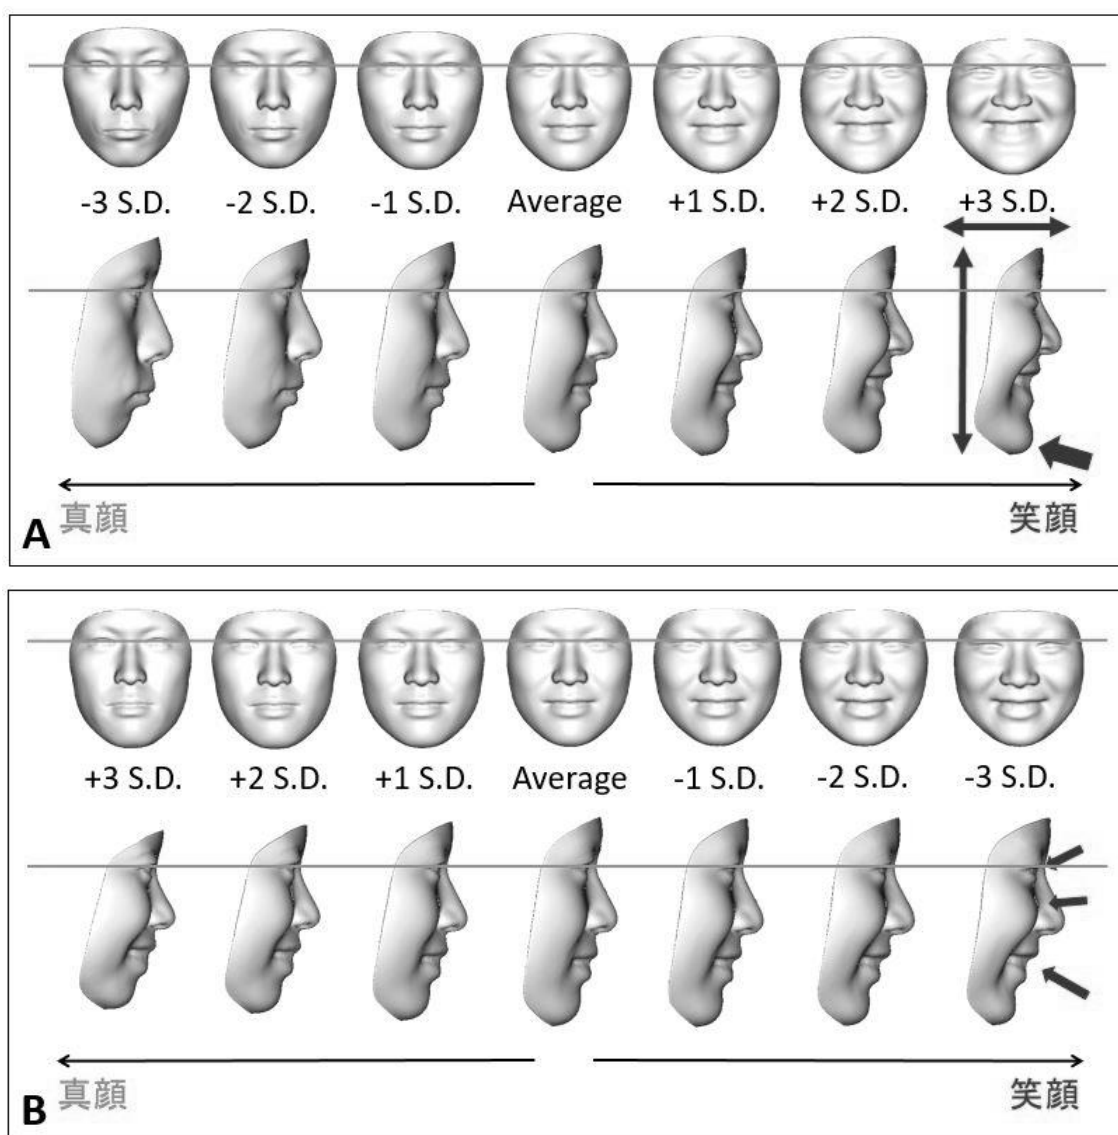 -3 S.D. -2 S.D. -1 S.D. Average +1 S.D. +2 S.D. +3 S.D.
真顔 笑顔
A
+3 S.D. +2 S.D. +1 S.D. Average -1 S.D. -2 S.D. -3 S.D.
真顔 笑顔
B